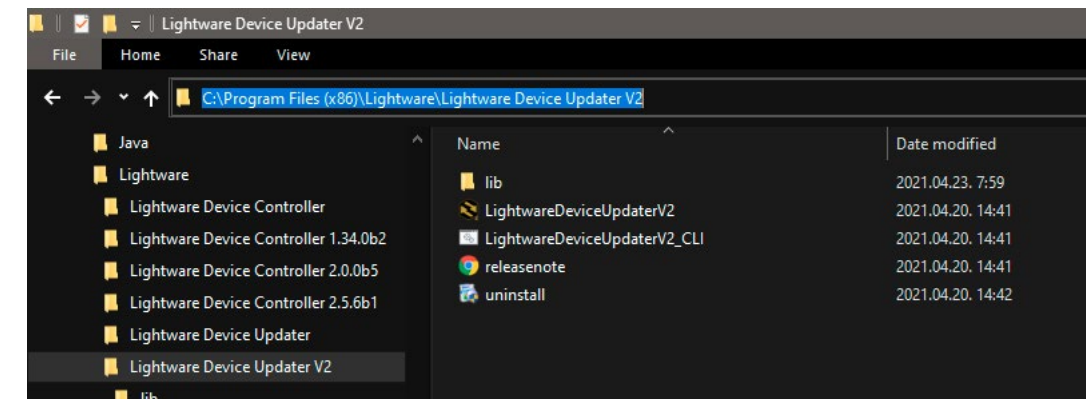 Lightware Device Updater V2
File Home Share View
C:\Program Files (x86)\Lightware\Lightware Device Updater V2
Java
Lightware
Lightware Device Controller
Lightware Device Controller 1.34.0b2
Lightware Device Controller 2.0.0b5
Lightware Device Controller 2.5.6b1
Lightware Device Updater
Lightware Device Updater V2
lib
Name Date modified
lib 2021.04.23. 7:59
LightwareDeviceUpdaterV2 2021.04.20. 14:41
LightwareDeviceUpdaterV2_CLI 2021.04.20. 14:41
releasenote 2021.04.20. 14:41
uninstall 2021.04.20. 14:42